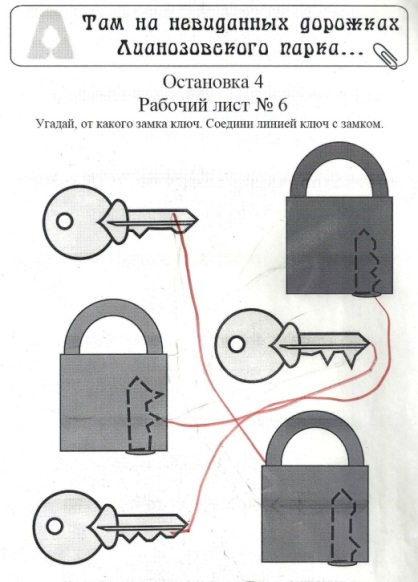 Там на невиданных дорожках
Лианозовского парка...
Остановка 4
Рабочий лист № 6
Угадай, от какого замка ключ. Соедини линией ключ с замком.